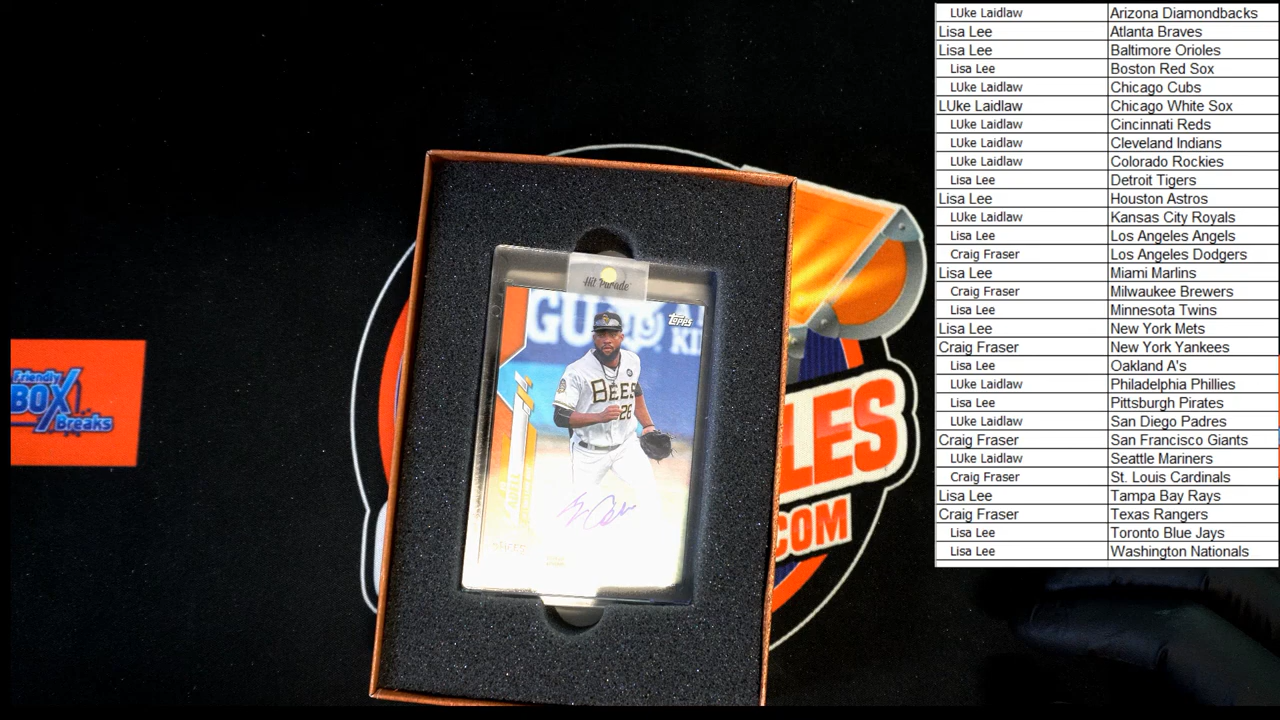 LUke Laidlaw Arizona Diamondbacks
Lisa Lee Atlanta Braves
Lisa Lee Baltimore Orioles
Lisa Lee Boston Red Sox
LUke Laidlaw Chicago Cubs
LUke Laidlaw Chicago White Sox
LUke Laidlaw Cincinnati Reds
LUke Laidlaw Cleveland Indians
LUke Laidlaw Colorado Rockies
Lisa Lee Detroit Tigers
Lisa Lee Houston Astros
LUke Laidlaw Kansas City Royals
Lisa Lee Los Angeles Angels
Craig Fraser Los Angeles Dodgers
Lisa Lee Miami Marlins
Craig Fraser Milwaukee Brewers
Lisa Lee Minnesota Twins
Lisa Lee New York Mets
Craig Fraser New York Yankees
Lisa Lee Oakland A's
LUke Laidlaw Philadelphia Phillies
Lisa Lee Pittsburgh Pirates
LUke Laidlaw San Diego Padres
Craig Fraser San Francisco Giants
LUke Laidlaw Seattle Mariners
Craig Fraser St. Louis Cardinals
Lisa Lee Tampa Bay Rays
Craig Fraser Texas Rangers
Lisa Lee Toronto Blue Jays
Lisa Lee Washington Nationals
Hit Parade
Topps
BEES
26
Friendly
BOX
Breaks
LES
.COM